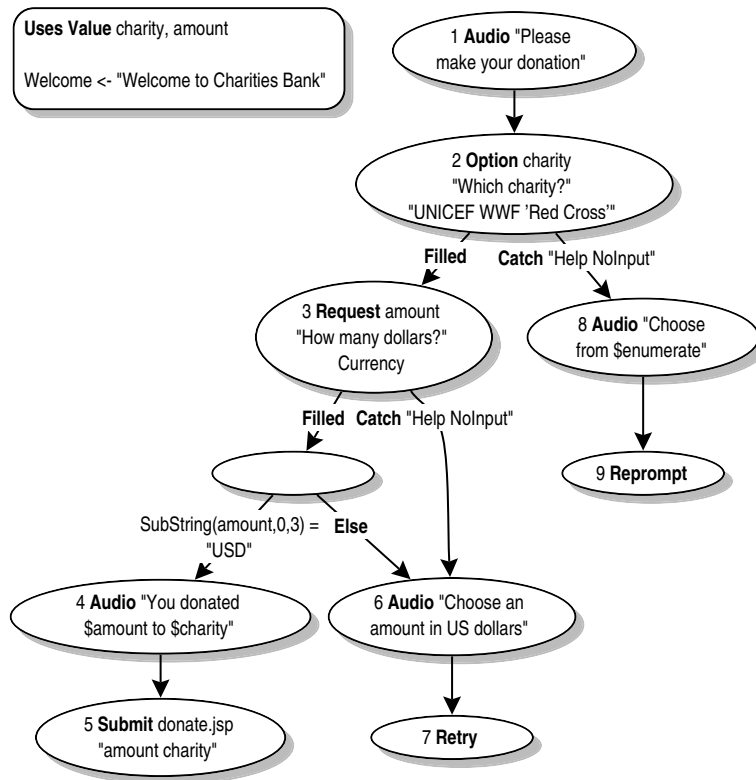 Uses Value charity, amount
Welcome <- "Welcome to Charities Bank"
1 Audio "Please
make your donation"
2 Option charity
"Which charity?"
"UNICEF WWF 'Red Cross'"
Filled
Catch "Help NoInput"
3 Request amount
"How many dollars?"
Currency
8 Audio "Choose
from $enumerate"
Filled
Catch "Help NoInput"
9 Reprompt
SubString(amount,0,3) =
"USD"
Else
4 Audio "You donated
$amount to $charity"
6 Audio "Choose an
amount in US dollars"
5 Submit donate.jsp
"amount charity"
7 Retry